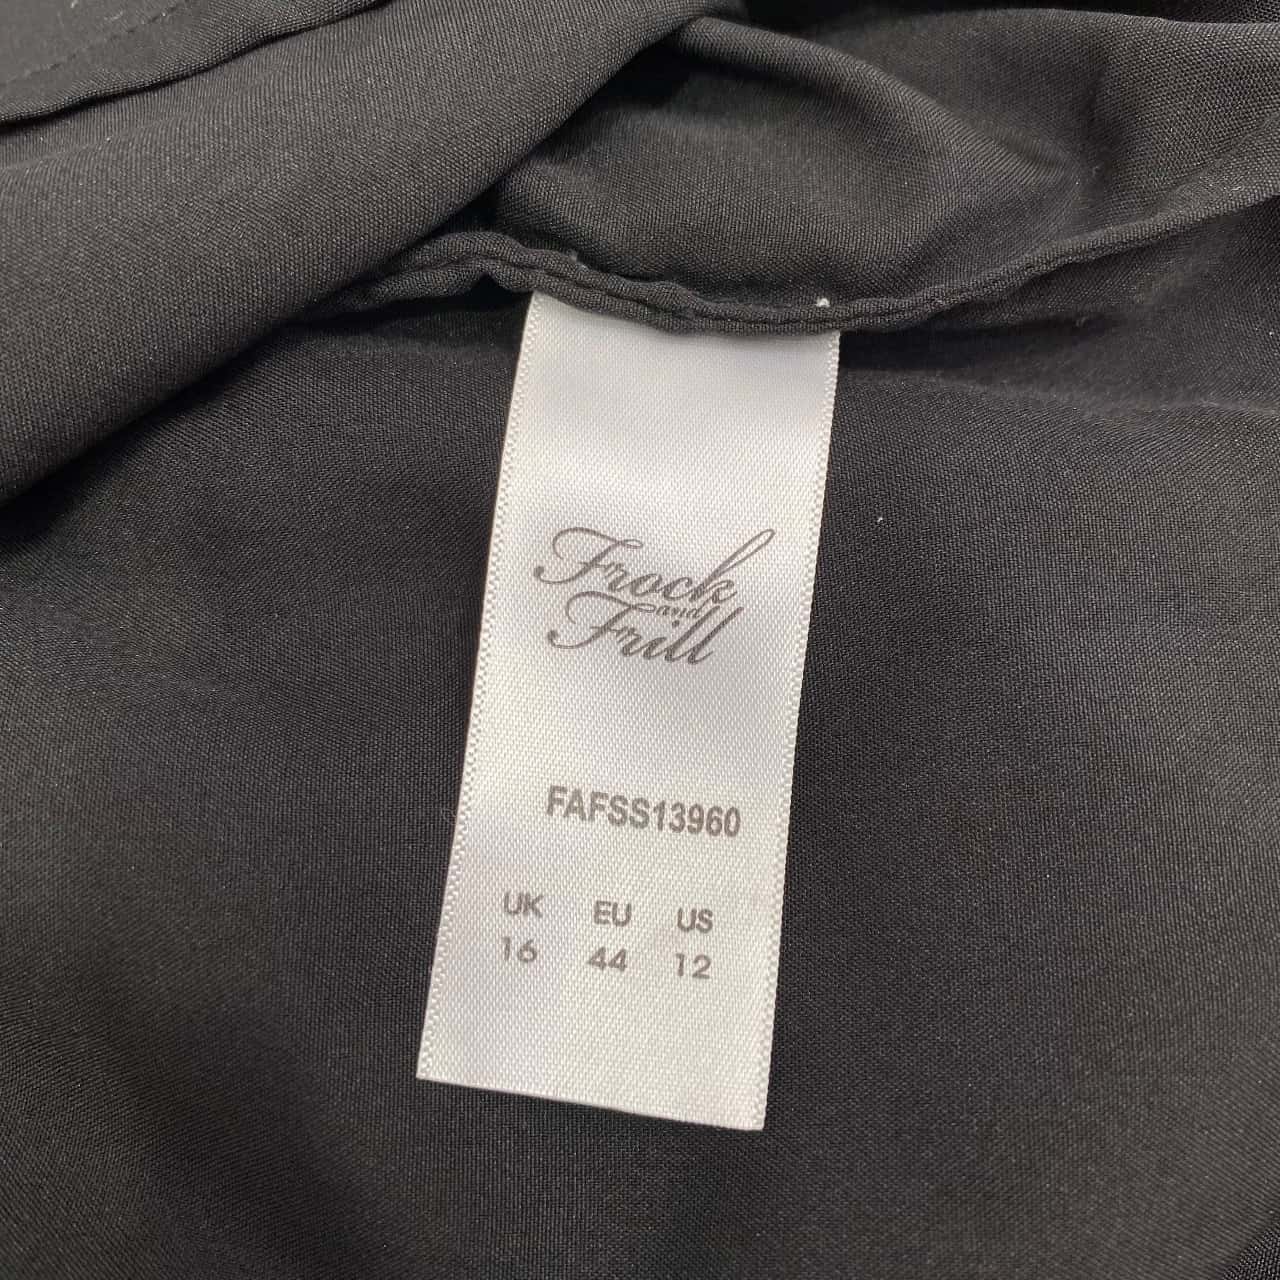 Frock
and
Frill
FAFSS13960
UK EU US
16 44 12